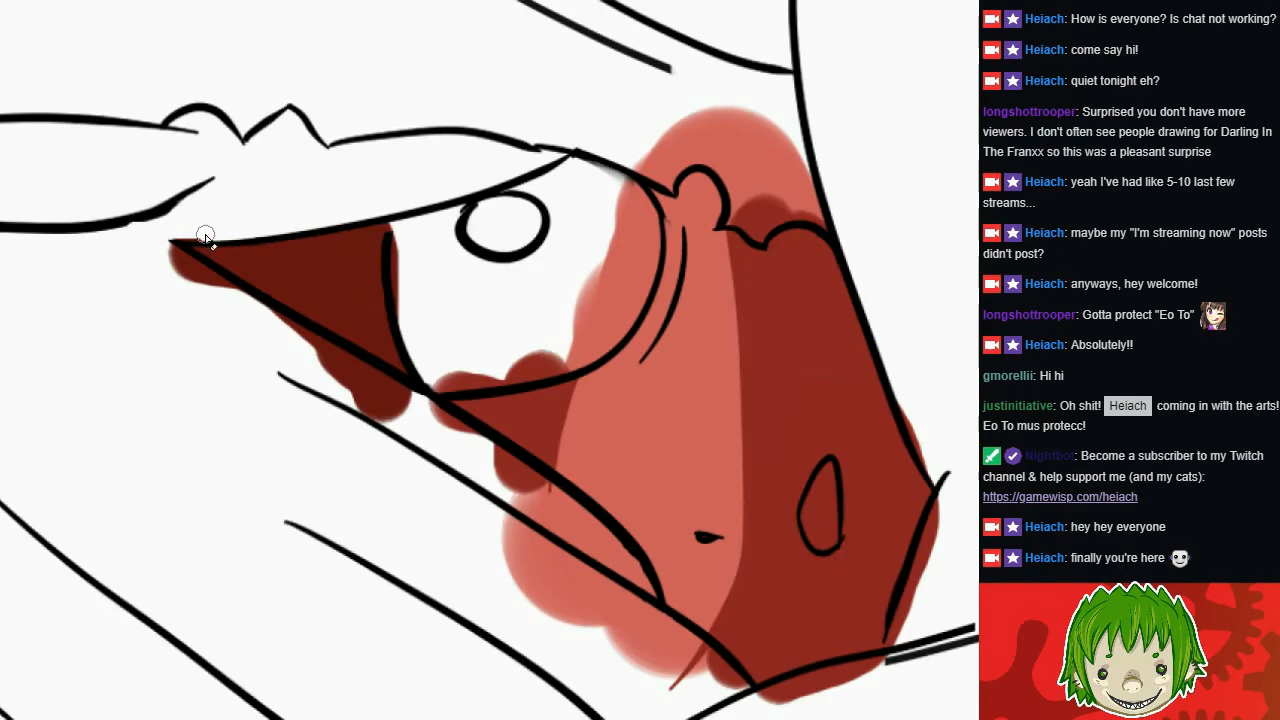 Heiach: How is everyone? Is chat not working?
Heiach: come say hi!
Heiach: quiet tonight eh?
longshottrooper: Surprised you don't have more
viewers. I don't often see people drawing for Darling In
The Franxx so this was a pleasant surprise
Heiach: yeah I've had like 5-10 last few
streams...
Heiach: maybe my "I'm streaming now" posts
didn't post?
Heiach: anyways, hey welcome!
longshottrooper: Gotta protect "Eo To"
Heiach: Absolutely!!
gmorellii: Hi hi
justinitiative: Oh shit! Heiach coming in with the arts!
Eo To mus protecc!
Nightbot: Become a subscriber to my Twitch
channel & help support me (and my cats):
https://gamewisp.com/heiach
Heiach: hey hey everyone
Heiach: finally you're here